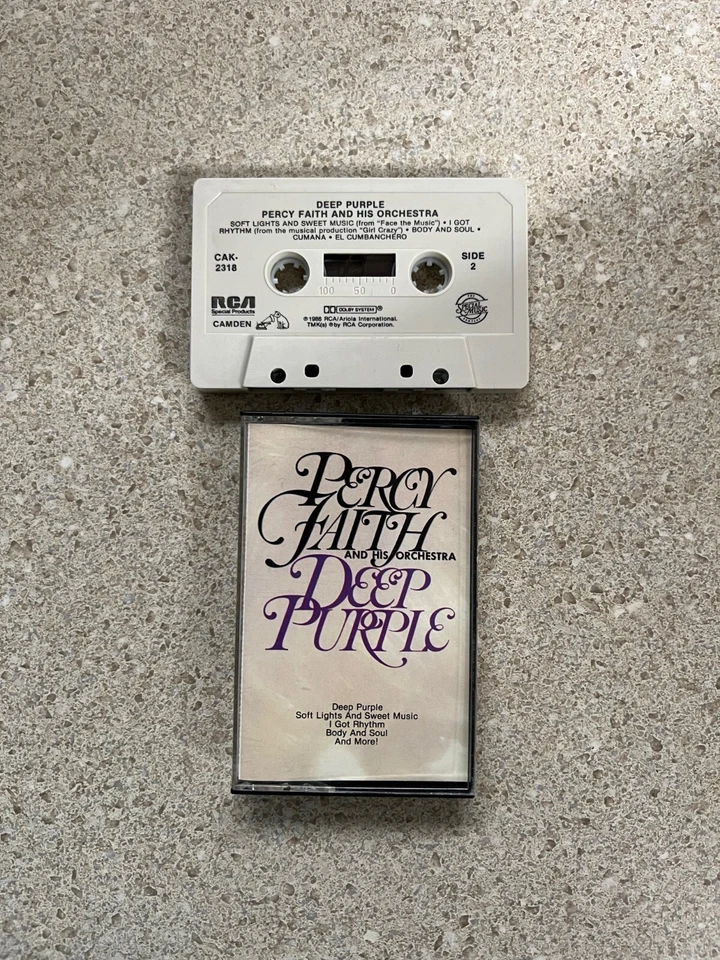 DEEP PURPLE
PERCY FAITH AND HIS ORCHESTRA
SOFT LIGHTS AND SWEET MUSIC (from "Face the Music") • I GOT
RHYTHM (from the musical production "Girl Crazy") • BODY AND SOUL •
CUMANA • EL CUMBANCHERO
CAK-
2318
SIDE
2
100 50 0
RCA
Special Products
CAMDEN
DOLBY SYSTEM ®
℗1986 RCA/Ariola International.
TMK(s) ®by RCA Corporation.
SPECIAL
MUSIC
PERCY
FAITH
AND HIS ORCHESTRA
DEEP
PURPLE
Deep Purple
Soft Lights And Sweet Music
I Got Rhythm
Body And Soul
And More!